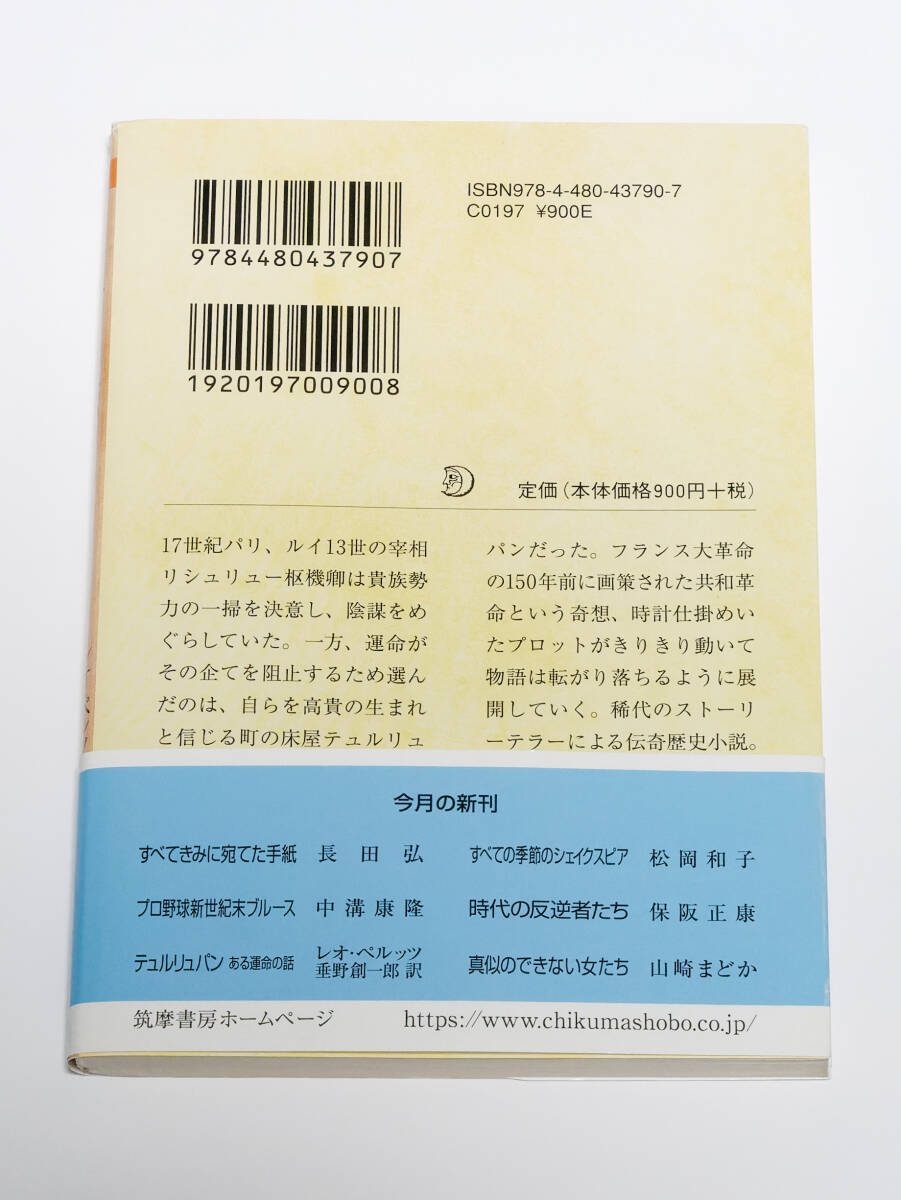 ISBN978-4-480-43790-7
C0197 ¥900E
9784480437907
1920197009008
定価(本体価格900円+税)
17世紀パリ、ルイ13世の宰相
リシュリュー枢機卿は貴族勢
力の一掃を決意し、陰謀をめ
ぐらしていた。一方、運命が
その企てを阻止するため選ん
だのは、自らを高貴の生まれ
と信じる町の床屋テュルリュ
パンだった。フランス大革命
の150年前に画策された共和革
命という奇想、時計仕掛めい
たプロットがきりきり動いて
物語は転がり落ちるように展
開していく。稀代のストーリ
ーテラーによる伝奇歴史小説。
今月の新刊
すべてきみに宛てた手紙 長田弘
プロ野球新世紀末ブルース 中溝康隆
テュルリュパン ある運命の話 レオ・ペルッツ
垂野創一郎 訳
すべての季節のシェイクスピア 松岡和子
時代の反逆者たち 保阪正康
真似のできない女たち 山崎まどか
筑摩書房ホームページ https://www.chikumashobo.co.jp/